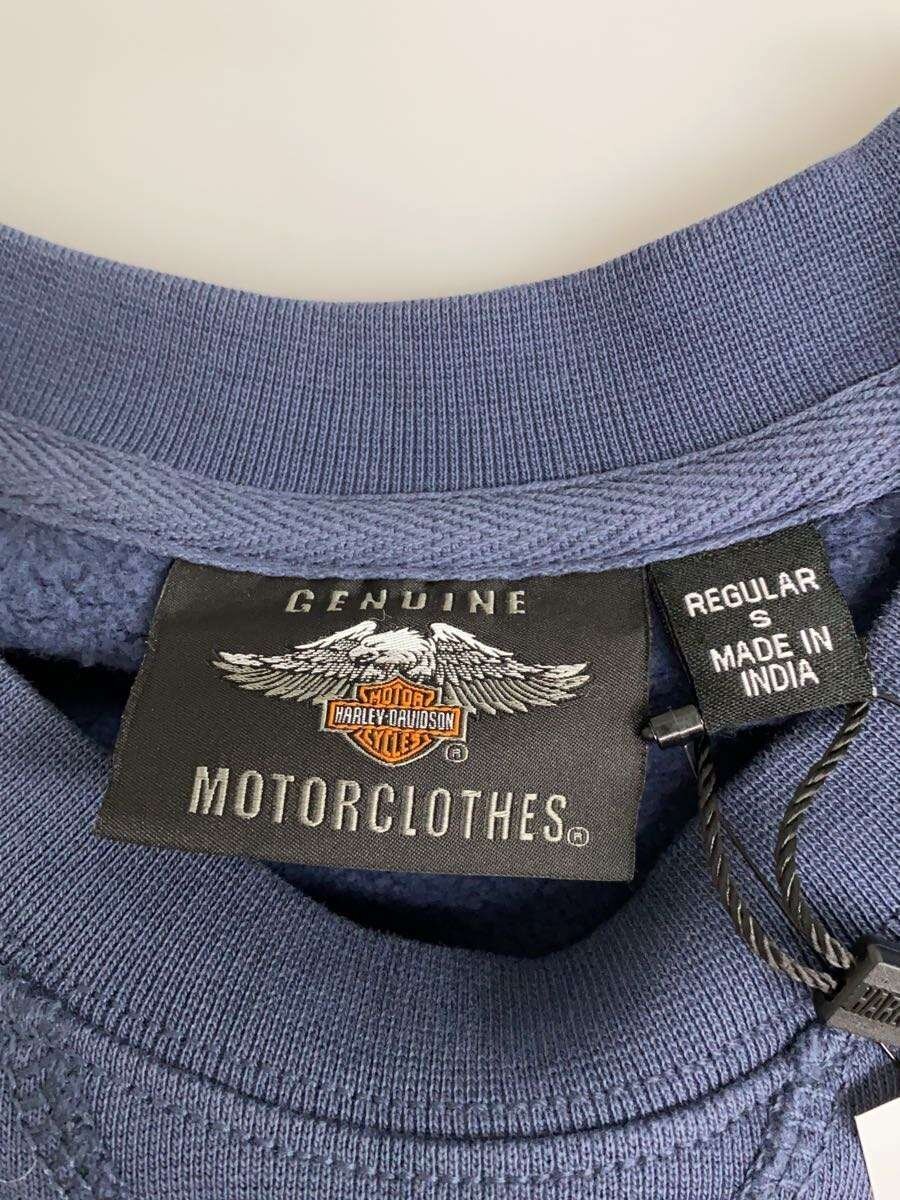 GENUINE
MOTOR
HARLEY-DAVIDSON
CYCLES
®
MOTORCLOTHES®
REGULAR
S
MADE IN
INDIA